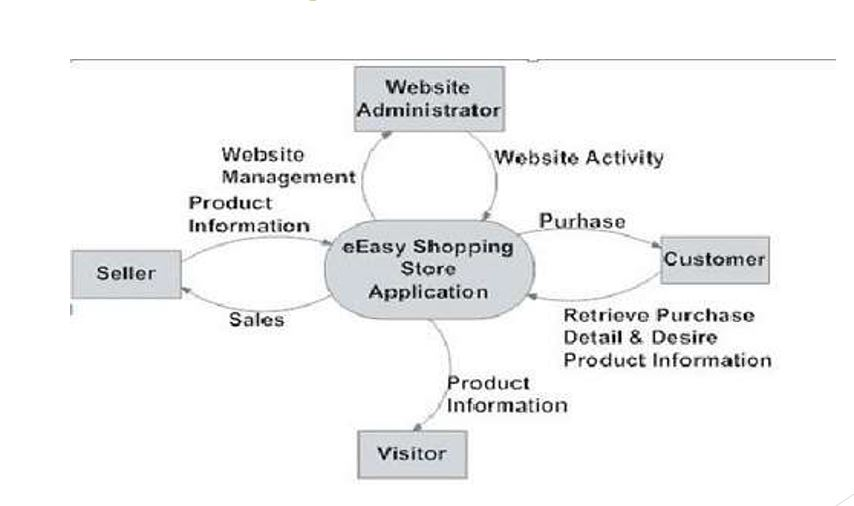 Website
Administrator
Website
Management
Website Activity
Product
Information
Purhase
eEasy Shopping
Store
Application
Seller
Customer
Sales
Retrieve Purchase
Detail & Desire
Product Information
Product
Information
Visitor